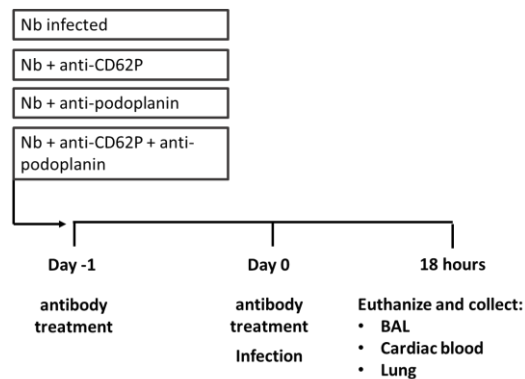 Nb infected
Nb + anti-CD62P
Nb + anti-podoplanin
Nb + anti-CD62P + anti-
podoplanin
Day -1
Day 0
18 hours
antibody
treatment
antibody
treatment
Infection
Euthanize and collect:
• BAL
• Cardiac blood
• Lung